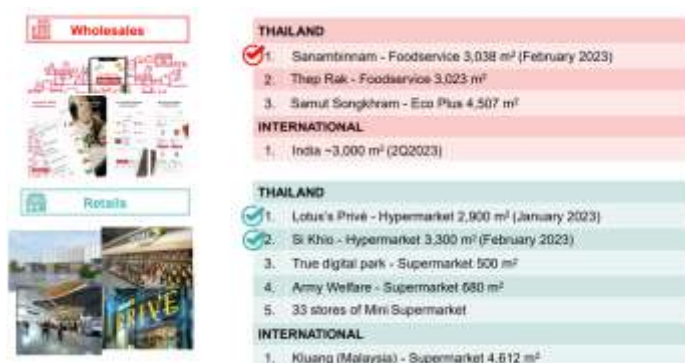 Wholesales
THAILAND
1. Sanambinnam - Foodservice 3,038 m² (February 2023)
2. Thep Rak - Foodservice 3,023 m²
3. Samut Songkhram - Eco Plus 4,507 m²
INTERNATIONAL
1. India ~3,000 m² (2Q2023)
Retails
PRIVÉ
THAILAND
1. Lotus's Privé - Hypermarket 2,900 m² (January 2023)
2. Si Khio - Hypermarket 3,300 m² (February 2023)
3. True digital park - Supermarket 500 m²
4. Army Welfare - Supermarket 680 m²
5. 33 stores of Mini Supermarket
INTERNATIONAL
1. Kluang (Malaysia) - Supermarket 4,612 m²